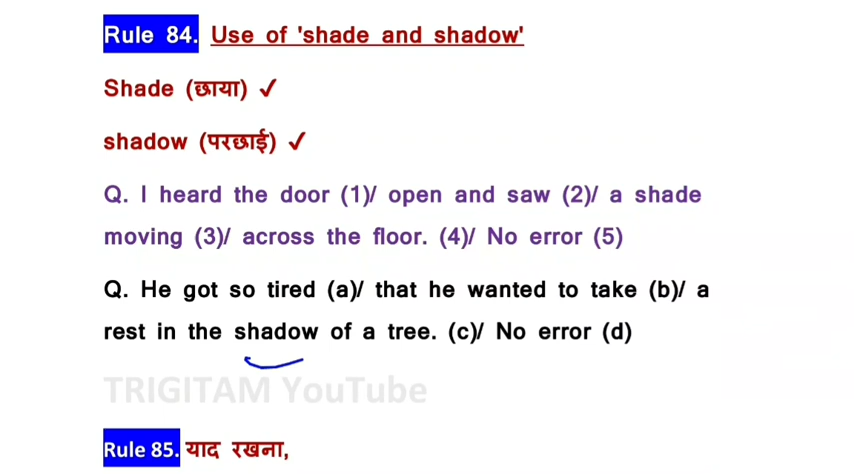 Rule 84. Use of 'shade and shadow'
Shade (छाया) ✓
shadow (परछाई) ✓
Q. I heard the door (1)/ open and saw (2)/ a shade
moving (3)/ across the floor. (4)/ No error (5)
Q. He got so tired (a)/ that he wanted to take (b)/ a
rest in the shadow of a tree. (c)/ No error (d)
TRIGITAM YouTube
Rule 85. याद रखना,